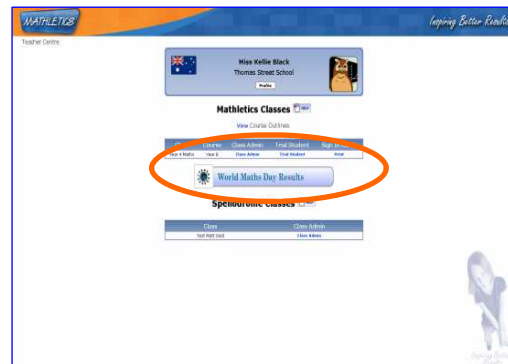 MATHLETICS
Inspiring Better Results
Teacher Centre
Miss Kellie Black
Thomas Street School
Profile
Mathletics Classes
View Course Outlines
Course Class Admin Trial Student
Year 4 Maths Class Admin Trial Student Print
World Maths Day Results
Spellodrome Classes
Class Class Admin
Class Admin